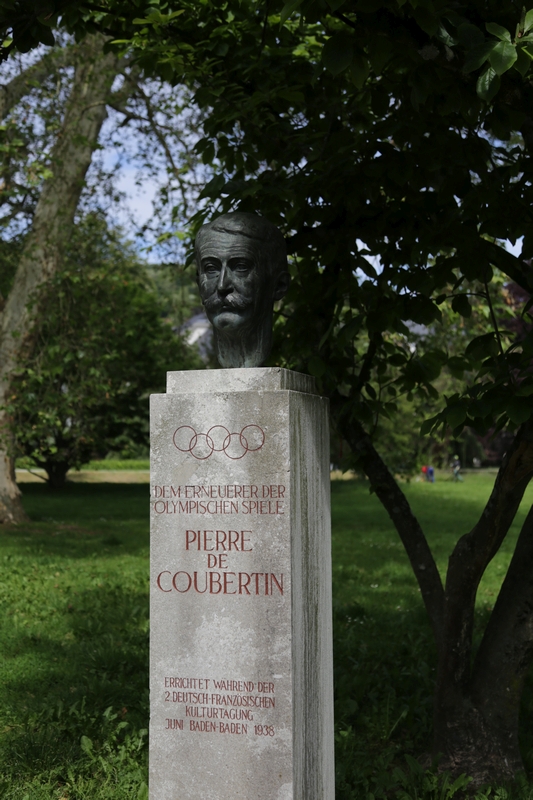 DEM ERNEUERER DER
OLYMPISCHEN SPIELE
PIERRE
DE
COUBERTIN
ERRICHTET WÄHREND DER
2. DEUTSCH-FRANZÖSISCHEN
KULTURTAGUNG
JUNI BADEN-BADEN 1938